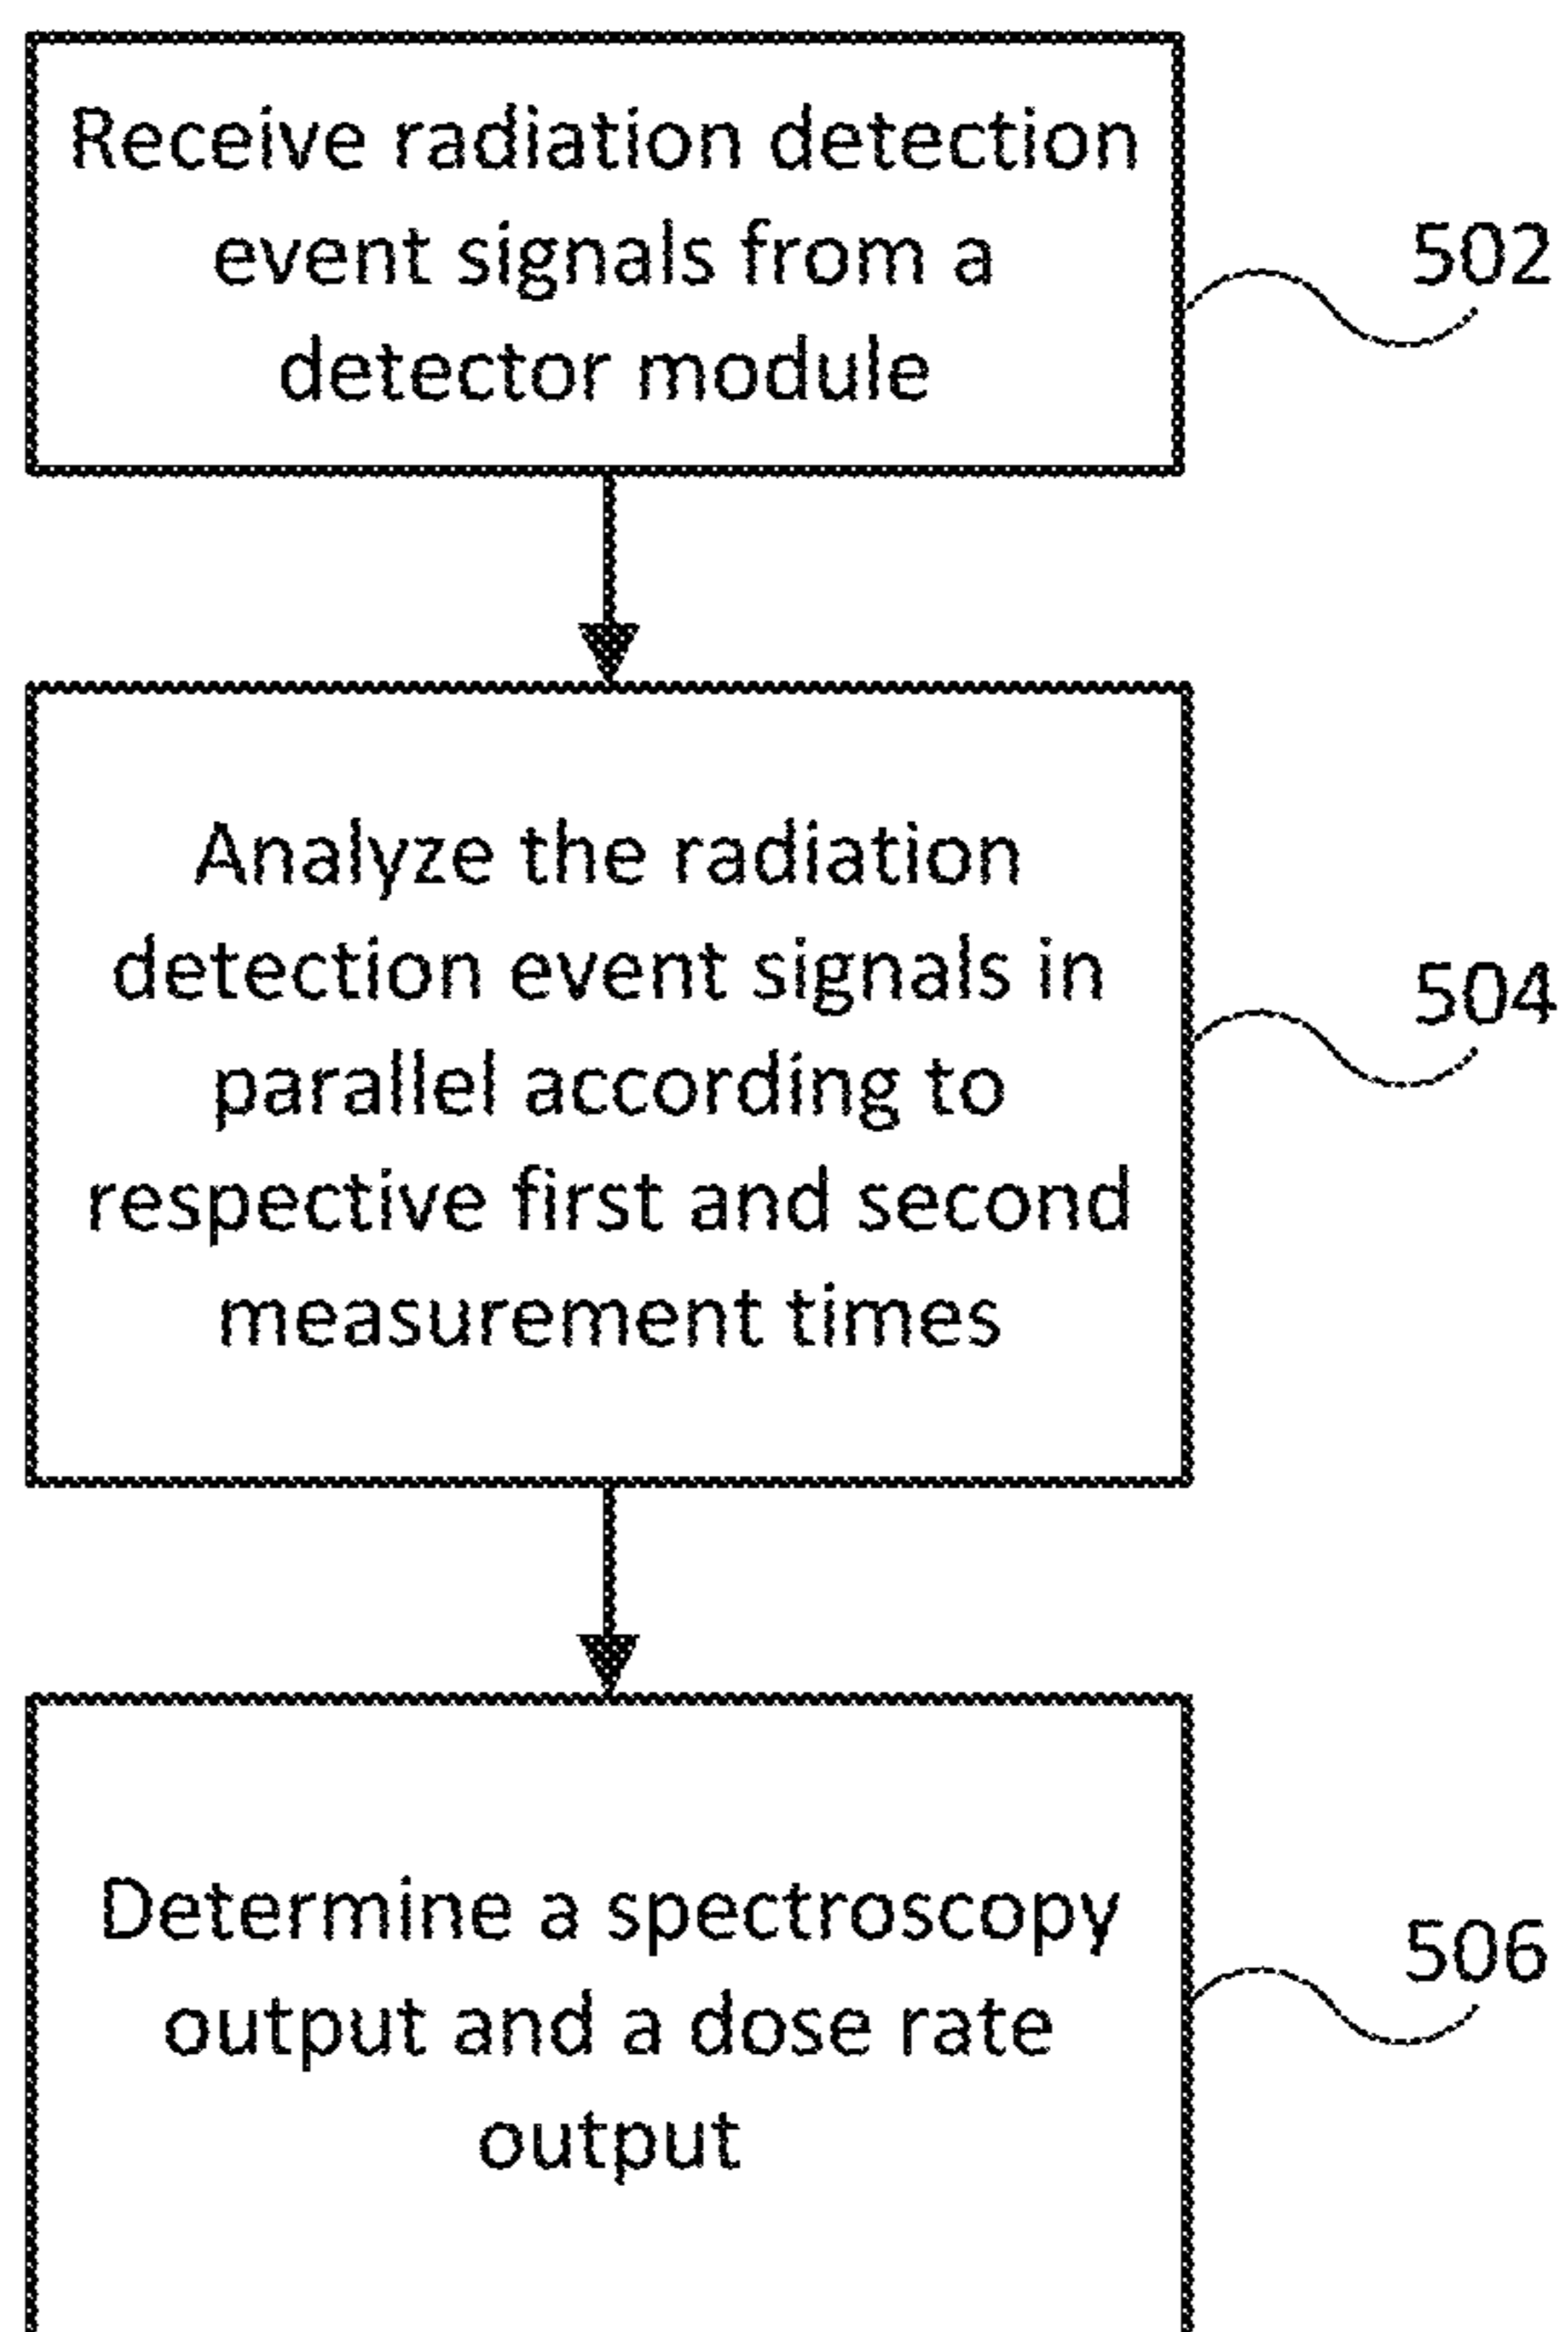 Receive radiation detection
event signals from a
detector module
502
Analyze the radiation
detection event signals in
parallel according to
respective first and second
measurement times
504
Determine a spectroscopy
output and a dose rate
output
506